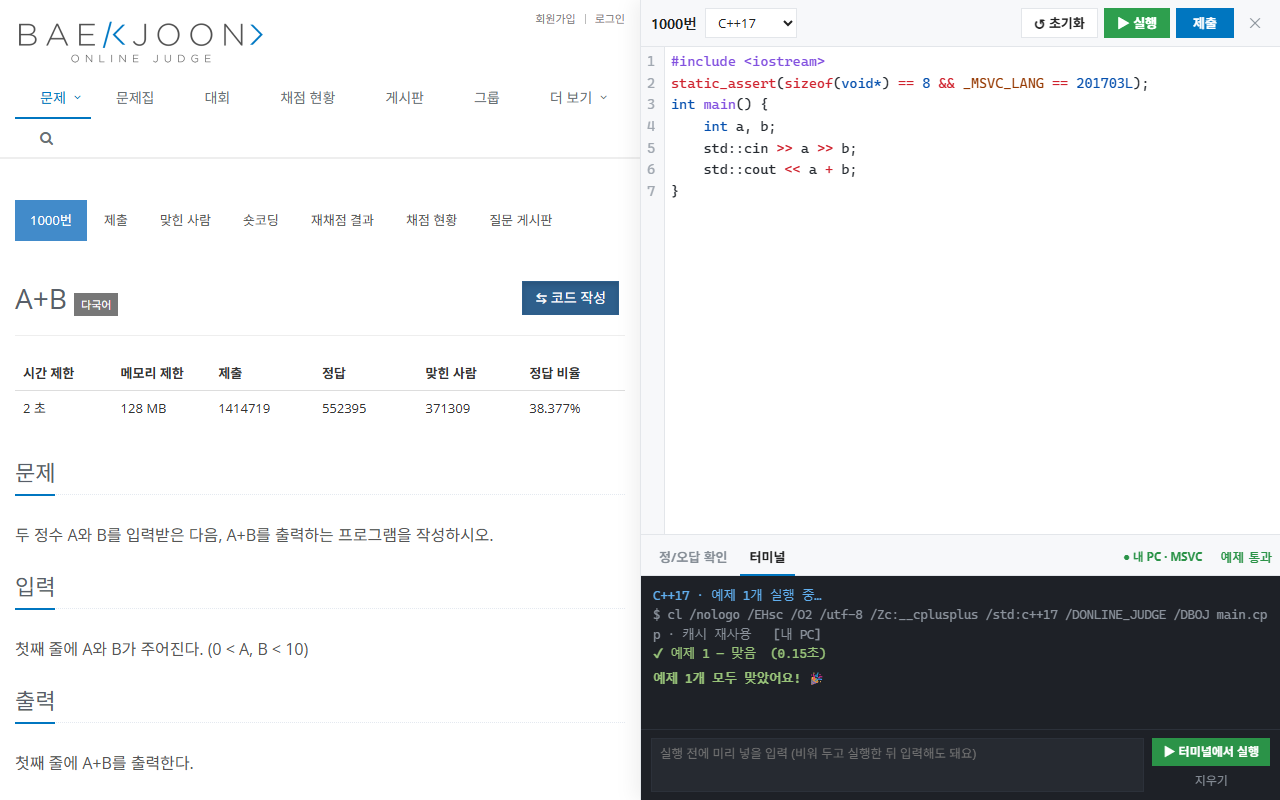 회원가입 | 로그인
BAEKJOON>
ONLINE JUDGE
문제 문제집 대회 채점 현황 게시판 그룹 더 보기
1000번 제출 맞힌 사람 숏코딩 재채점 결과 채점 현황 질문 게시판
A+B 다국어
⇆ 코드 작성
시간 제한 메모리 제한 제출 정답 맞힌 사람 정답 비율
2 초 128 MB 1414719 552395 371309 38.377%
문제
두 정수 A와 B를 입력받은 다음, A+B를 출력하는 프로그램을 작성하시오.
입력
첫째 줄에 A와 B가 주어진다. (0 < A, B < 10)
출력
첫째 줄에 A+B를 출력한다.
1000번 C++17 ↺ 초기화 ▶ 실행 제출 ×
1 #include <iostream>
2 static_assert(sizeof(void*) == 8 && _MSVC_LANG == 201703L);
3 int main() {
4     int a, b;
5     std::cin >> a >> b;
6     std::cout << a + b;
7 }
정/오답 확인 터미널 ● 내 PC · MSVC 예제 통과
C++17 · 예제 1개 실행 중…
$ cl /nologo /EHsc /O2 /utf-8 /Zc:__cplusplus /std:c++17 /DONLINE_JUDGE /DBOJ main.cp
p · 캐시 재사용 [내 PC]
✓ 예제 1 — 맞음 (0.15초)
예제 1개 모두 맞았어요! 🎉
실행 전에 미리 넣을 입력 (비워 두고 실행한 뒤 입력해도 돼요)
▶ 터미널에서 실행
지우기